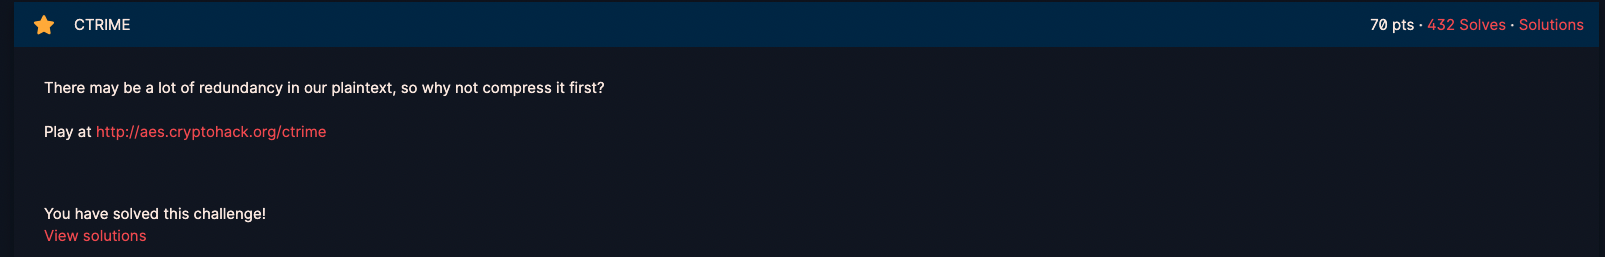 CTRIME 70 pts · 432 Solves · Solutions
There may be a lot of redundancy in our plaintext, so why not compress it first?
Play at http://aes.cryptohack.org/ctrime
You have solved this challenge!
View solutions